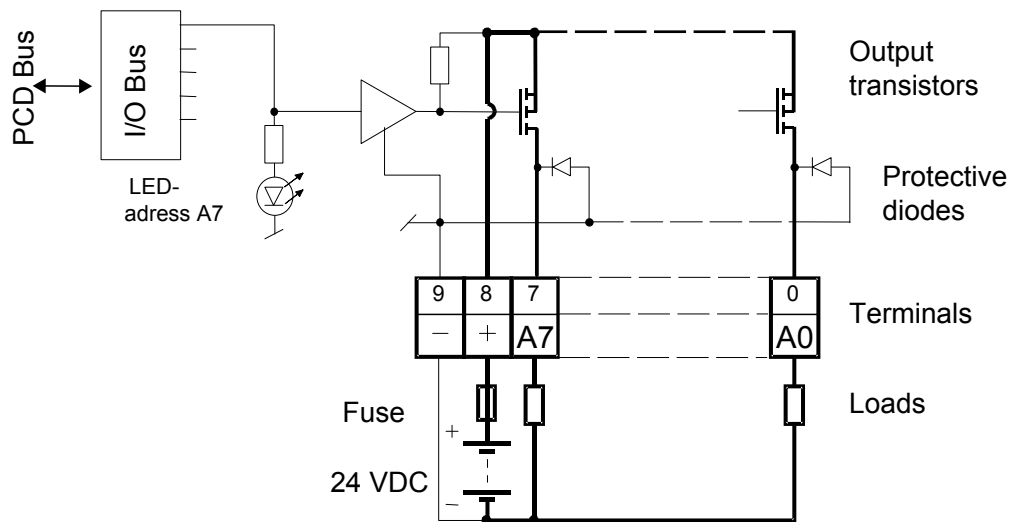 PCD Bus
I/O Bus
LED-
adress A7
Output
transistors
Protective
diodes
9 8 7 0
− + A7 A0
Terminals
Fuse
Loads
+
24 VDC
−